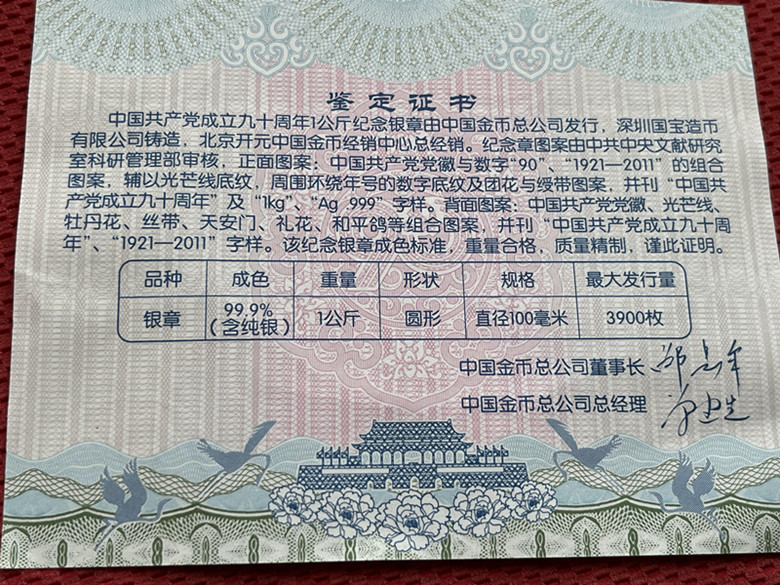 鉴定证书
中国共产党成立九十周年1公斤纪念银章由中国金币总公司发行，深圳国宝造币
有限公司铸造，北京开元中国金币经销中心总经销。纪念章图案由中共中央文献研究
室科研管理部审核，正面图案：中国共产党党徽与数字“90”、“1921—2011”的组合
图案，辅以光芒线底纹，周围环绕年号的数字底纹及团花与绶带图案，并刊“中国共
产党成立九十周年”及“1kg”、“Ag 999”字样。背面图案：中国共产党党徽、光芒线、
牡丹花、丝带、天安门、礼花、和平鸽等组合图案，并刊“中国共产党成立九十周
年”、“1921—2011”字样。该纪念银章成色标准，重量合格，质量精制，谨此证明。
品种 成色 重量 形状 规格 最大发行量
银章 99.9% (含纯银) 1公斤 圆形 直径100毫米 3900枚
中国金币总公司董事长
中国金币总公司总经理